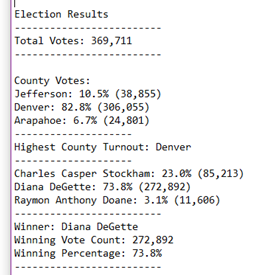 Election Results
-------------------------
Total Votes: 369,711
-------------------------
County Votes:
Jefferson: 10.5% (38,855)
Denver: 82.8% (306,055)
Arapahoe: 6.7% (24,801)
--------------------
Highest County Turnout: Denver
-------------------------
Charles Casper Stockham: 23.0% (85,213)
Diana DeGette: 73.8% (272,892)
Raymon Anthony Doane: 3.1% (11,606)
-------------------------
Winner: Diana DeGette
Winning Vote Count: 272,892
Winning Percentage: 73.8%
-------------------------